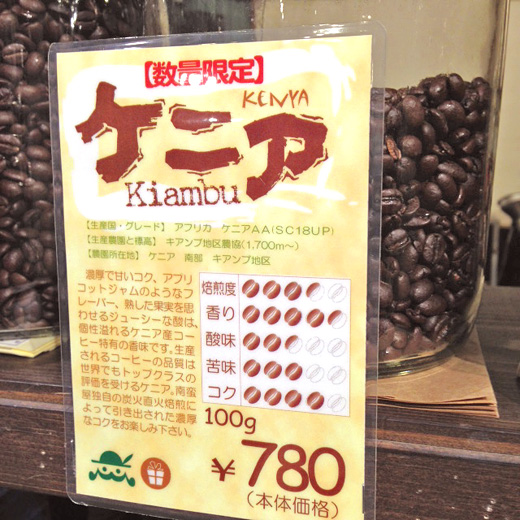 【数量限定】
ケニア
KENYA
Kiambu
【生産国・グレード】 アフリカ ケニアAA(SC18UP)
【生産農園と標高】 キアンブ地区農協(1,700m~)
【農園所在地】 ケニア 南部 キアンブ地区
濃厚で甘いコク、アプリ
コットジャムのようなフ
レーバー、熟した果実を思
わせるジューシーな酸は、
個性溢れるケニア産コー
ヒー特有の香味です。生産
されるコーヒーの品質は
世界でもトップクラスの
評価を受けるケニア。南蛮
屋独自の炭火直火焙煎に
よって引き出された濃厚
なコクをお楽しみ下さい。
焙煎度
香り
酸味
苦味
コク
100g
¥780
(本体価格)